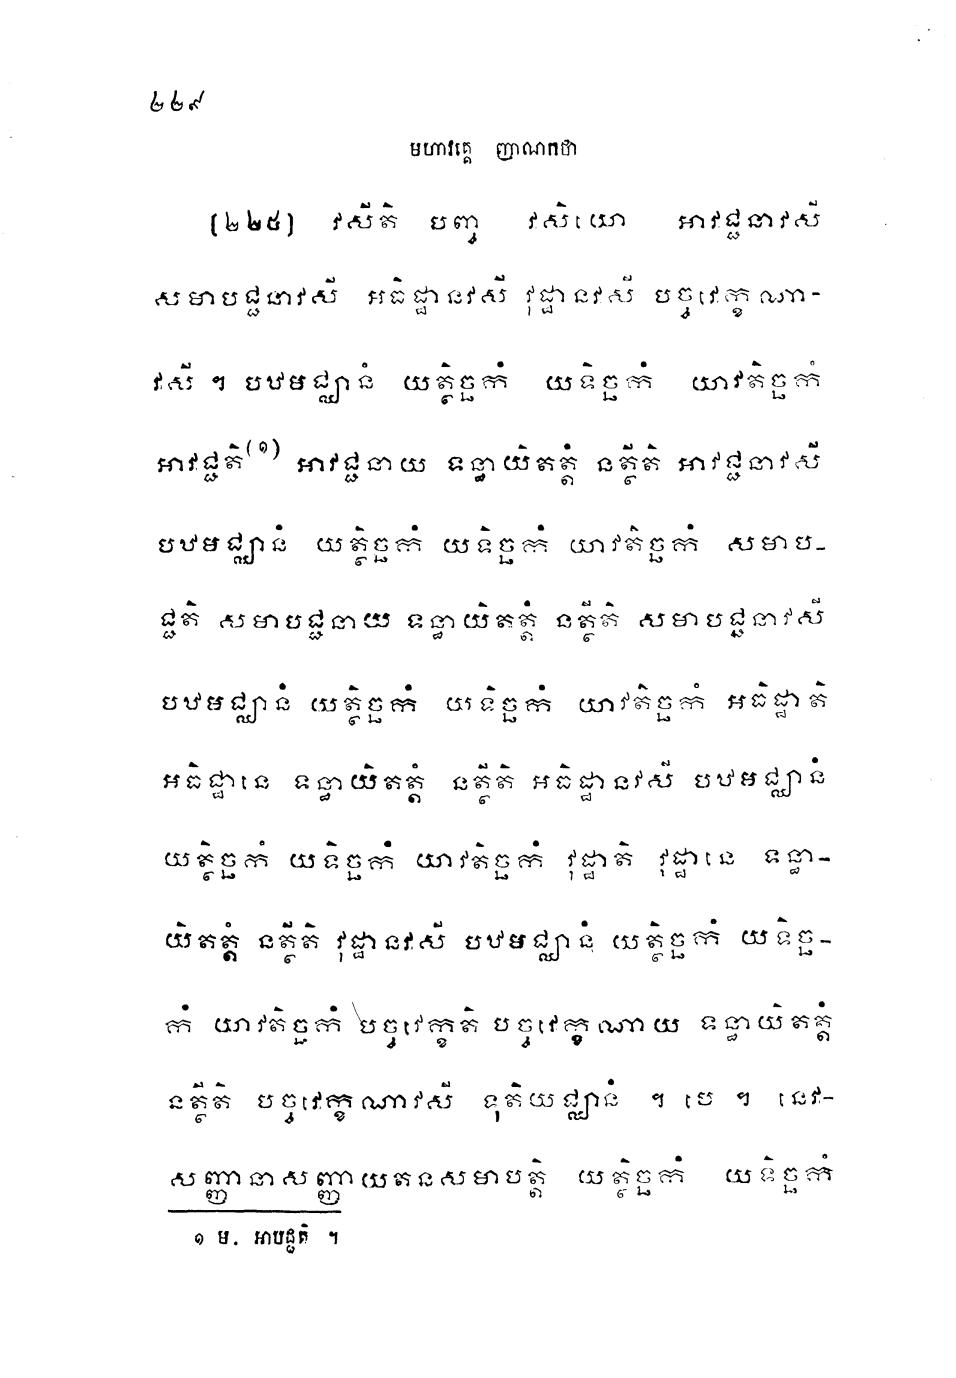 ២២៩
មហាវគ្គេ ញាណកថា
[២២៥] វសីតិ បញ្ច វសិយោ អាវជ្ជនាវសី
សមាបជ្ជនាវសី អធិដ្ឋានវសី វុដ្ឋានវសី បច្ចវេក្ខណា-
វសី ។ បឋមជ្ឈានំ យត្ថិច្ឆកំ យទិច្ឆកំ យាវតិច្ឆកំ
អាវជ្ជតិ(១) អាវជ្ជនាយ ទន្ធាយិតត្តំ នត្ថីតិ អាវជ្ជនាវសី
បឋមជ្ឈានំ យត្ថិច្ឆកំ យទិច្ឆកំ យាវតិច្ឆកំ សមាប-
ជ្ជតិ សមាបជ្ជនាយ ទន្ធាយិតត្តំ នត្ថីតិ សមាបជ្ជនាវសី
បឋមជ្ឈានំ យត្ថិច្ឆកំ យទិច្ឆកំ យាវតិច្ឆកំ អធិដ្ឋាតិ
អធិដ្ឋានេ ទន្ធាយិតត្តំ នត្ថីតិ អធិដ្ឋានវសី បឋមជ្ឈានំ
យត្ថិច្ឆកំ យទិច្ឆកំ យាវតិច្ឆកំ វុដ្ឋាតិ វុដ្ឋានេ ទន្ធា-
យិតត្តំ នត្ថីតិ វុដ្ឋានវសី បឋមជ្ឈានំ យត្ថិច្ឆកំ យទិច្ឆ-
កំ យាវតិច្ឆកំ បច្ចវេក្ខតិ បច្ចវេក្ខណាយ ទន្ធាយិតត្តំ
នត្ថីតិ បច្ចវេក្ខណាវសី ទុតិយជ្ឈានំ ។ បេ ។ នេវ-
សញ្ញានាសញ្ញាយតនសមាបត្តិ យត្ថិច្ឆកំ យទិច្ឆកំ
១ ម. អាបជ្ជតិ ។